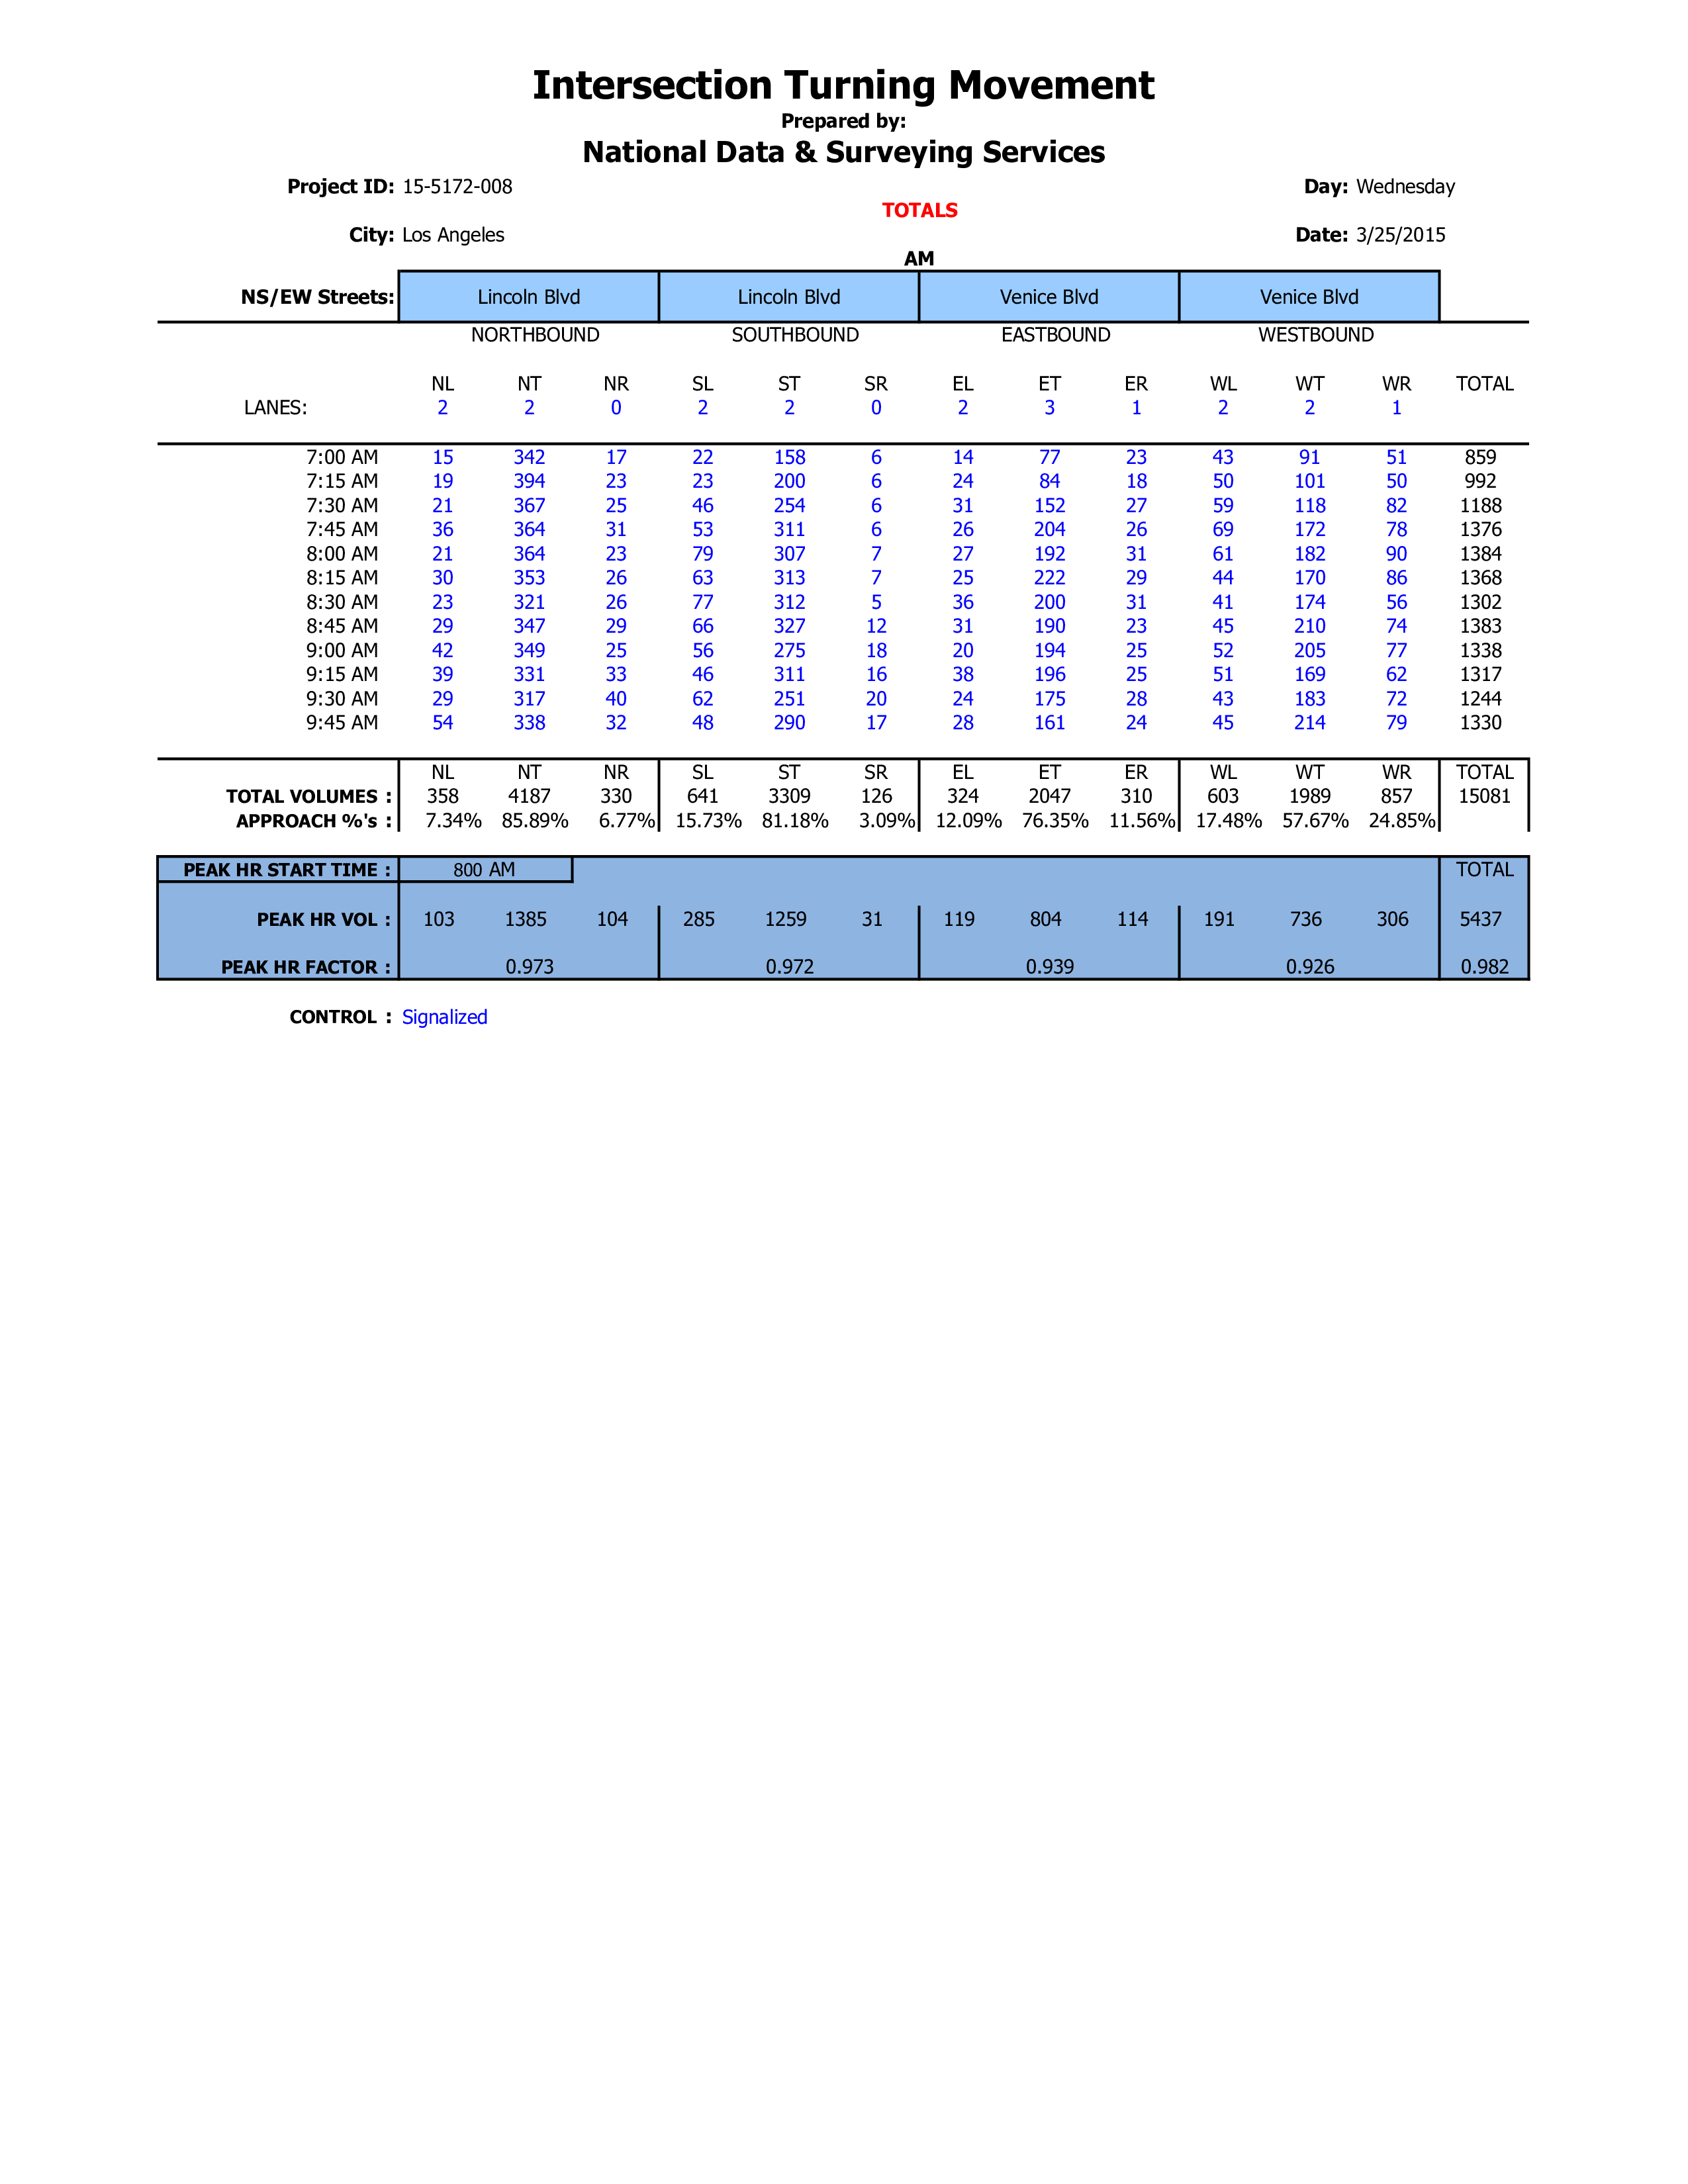 Intersection Turning Movement
Prepared by:
National Data & Surveying Services
Project ID: 15-5172-008 Day: Wednesday
TOTALS
City: Los Angeles Date: 3/25/2015
AM
NS/EW Streets: Lincoln Blvd Lincoln Blvd Venice Blvd Venice Blvd
NORTHBOUND SOUTHBOUND EASTBOUND WESTBOUND
NL NT NR SL ST SR EL ET ER WL WT WR TOTAL
LANES: 2 2 0 2 2 0 2 3 1 2 2 1
7:00 AM 15 342 17 22 158 6 14 77 23 43 91 51 859
7:15 AM 19 394 23 23 200 6 24 84 18 50 101 50 992
7:30 AM 21 367 25 46 254 6 31 152 27 59 118 82 1188
7:45 AM 36 364 31 53 311 6 26 204 26 69 172 78 1376
8:00 AM 21 364 23 79 307 7 27 192 31 61 182 90 1384
8:15 AM 30 353 26 63 313 7 25 222 29 44 170 86 1368
8:30 AM 23 321 26 77 312 5 36 200 31 41 174 56 1302
8:45 AM 29 347 29 66 327 12 31 190 23 45 210 74 1383
9:00 AM 42 349 25 56 275 18 20 194 25 52 205 77 1338
9:15 AM 39 331 33 46 311 16 38 196 25 51 169 62 1317
9:30 AM 29 317 40 62 251 20 24 175 28 43 183 72 1244
9:45 AM 54 338 32 48 290 17 28 161 24 45 214 79 1330
NL NT NR SL ST SR EL ET ER WL WT WR TOTAL
TOTAL VOLUMES : 358 4187 330 641 3309 126 324 2047 310 603 1989 857 15081
APPROACH %'s : 7.34% 85.89% 6.77% 15.73% 81.18% 3.09% 12.09% 76.35% 11.56% 17.48% 57.67% 24.85%
PEAK HR START TIME : 800 AM TOTAL
PEAK HR VOL : 103 1385 104 285 1259 31 119 804 114 191 736 306 5437
PEAK HR FACTOR : 0.973 0.972 0.939 0.926 0.982
CONTROL : Signalized